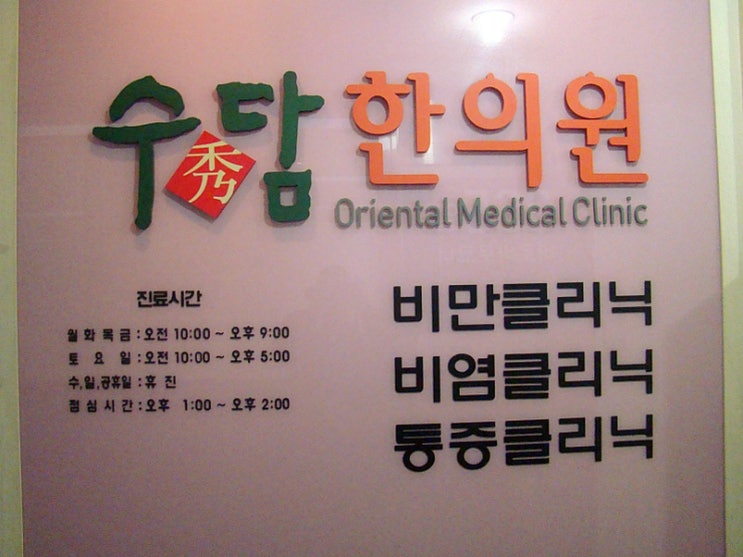 수담 한의원
秀
Oriental Medical Clinic
진료시간
월 화 목 금 : 오전 10:00 ~ 오후 9:00
토 요 일 : 오전 10:00 ~ 오후 5:00
수,일,공휴일 : 휴 진
점 심 시 간 : 오후 1:00 ~ 오후 2:00
비만클리닉
비염클리닉
통증클리닉